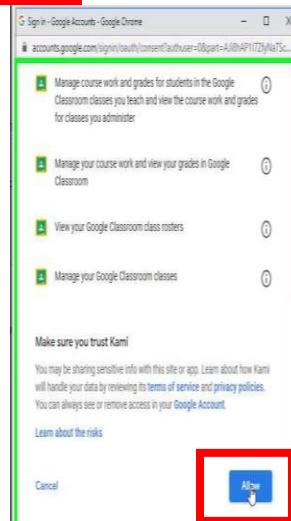 Sign in - Google Accounts - Google Chrome
accounts.google.com/signin/oauth/consent?authuser=0&part=
Manage course work and grades for students in the Google
Classroom classes you teach and view the course work and grades
for classes you administer
Manage your course work and view your grades in Google
Classroom
View your Google Classroom class rosters
Manage your Google Classroom classes
Make sure you trust Kami
You may be sharing sensitive info with this site or app. Learn about how Kami
will handle your data by reviewing its terms of service and privacy policies.
You can always see or remove access in your Google Account.
Learn about the risks
Cancel
Allow